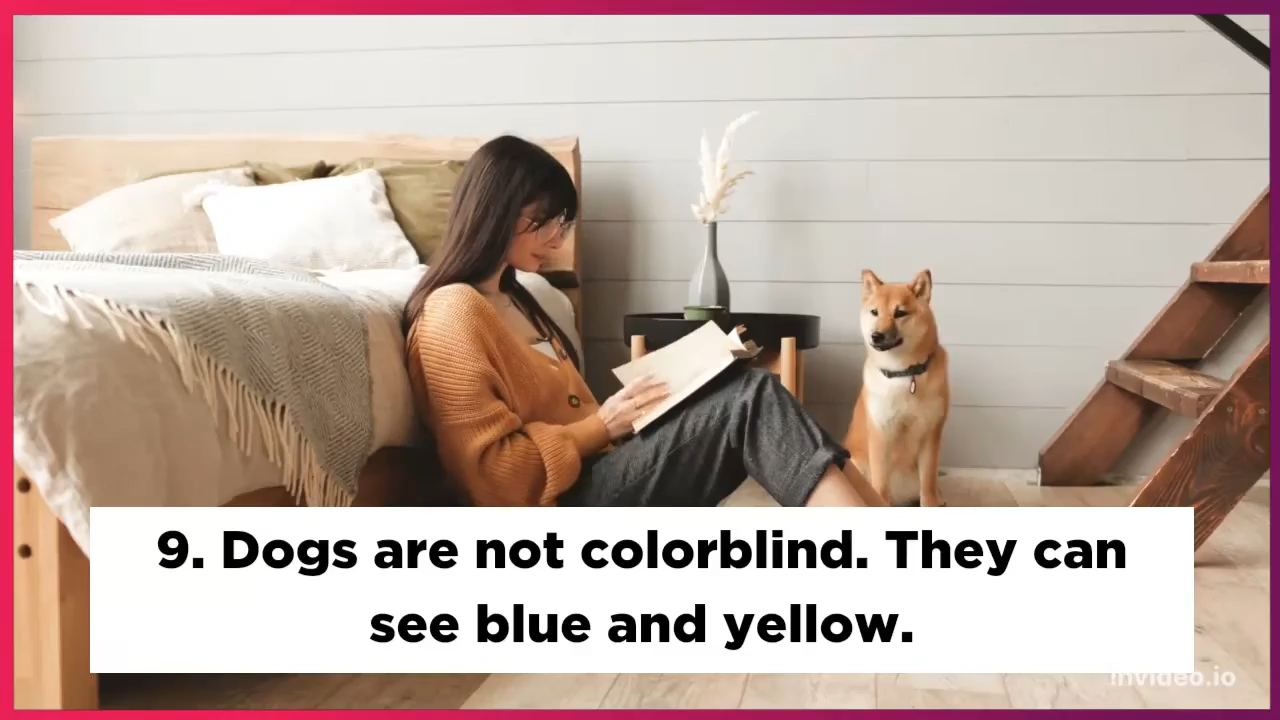 9. Dogs are not colorblind. They can
see blue and yellow.
invideo.io